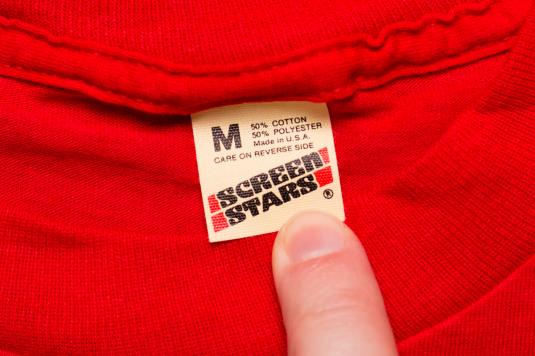 M
50% COTTON
50% POLYESTER
Made in U.S.A.
CARE ON REVERSE SIDE
SCREEN
STARS
®